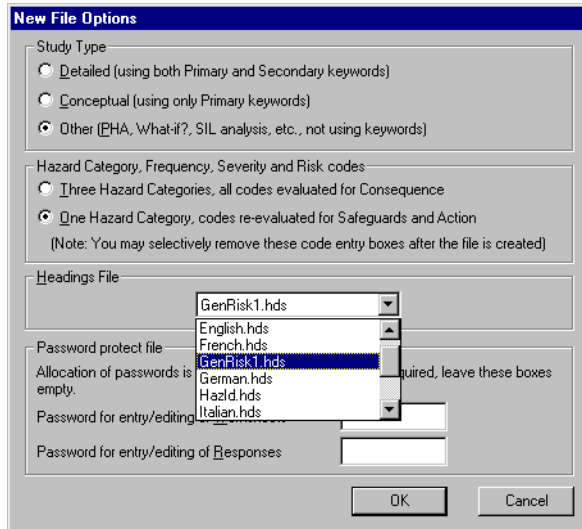 New File Options
Study Type
Detailed (using both Primary and Secondary keywords)
Conceptual (using only Primary keywords)
Other (PHA, What-if?, SIL analysis, etc., not using keywords)
Hazard Category, Frequency, Severity and Risk codes
Three Hazard Categories, all codes evaluated for Consequence
One Hazard Category, codes re-evaluated for Safeguards and Action
(Note: You may selectively remove these code entry boxes after the file is created)
Headings File
GenRisk1.hds
English.hds
French.hds
GenRisk1.hds
German.hds
HazId.hds
Italian.hds
Password protect file
Allocation of passwords is quired, leave these boxes
empty.
Password for entry/editing of
Password for entry/editing of Responses
OK
Cancel